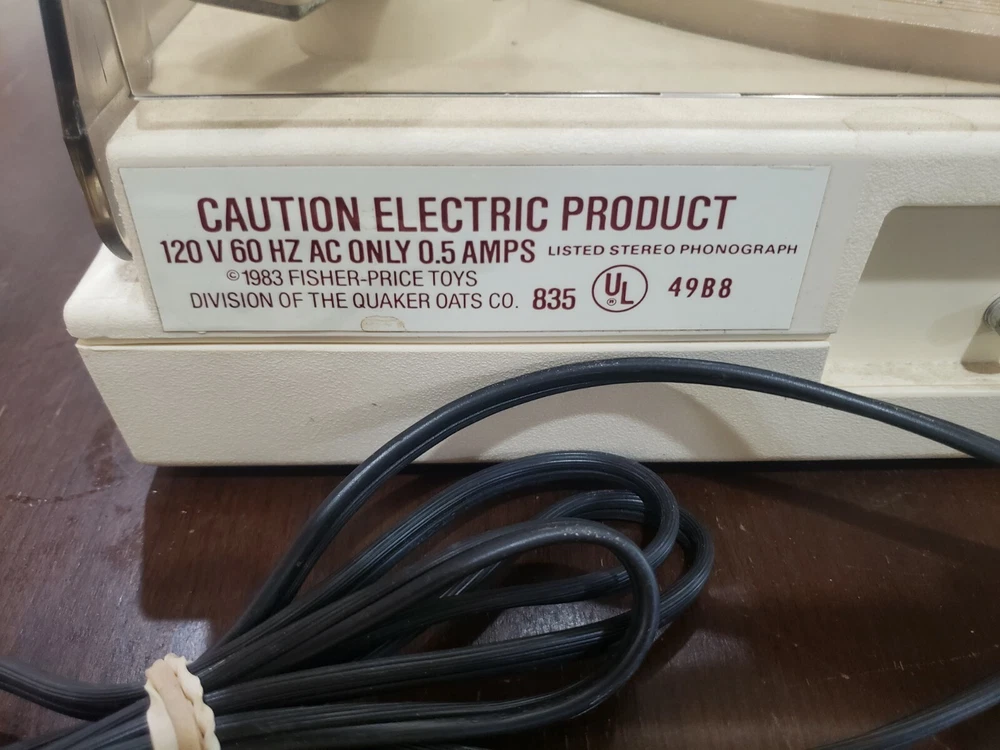 CAUTION ELECTRIC PRODUCT
120 V 60 HZ AC ONLY 0.5 AMPS LISTED STEREO PHONOGRAPH
©1983 FISHER-PRICE TOYS
DIVISION OF THE QUAKER OATS CO. 835 UL® 49B8